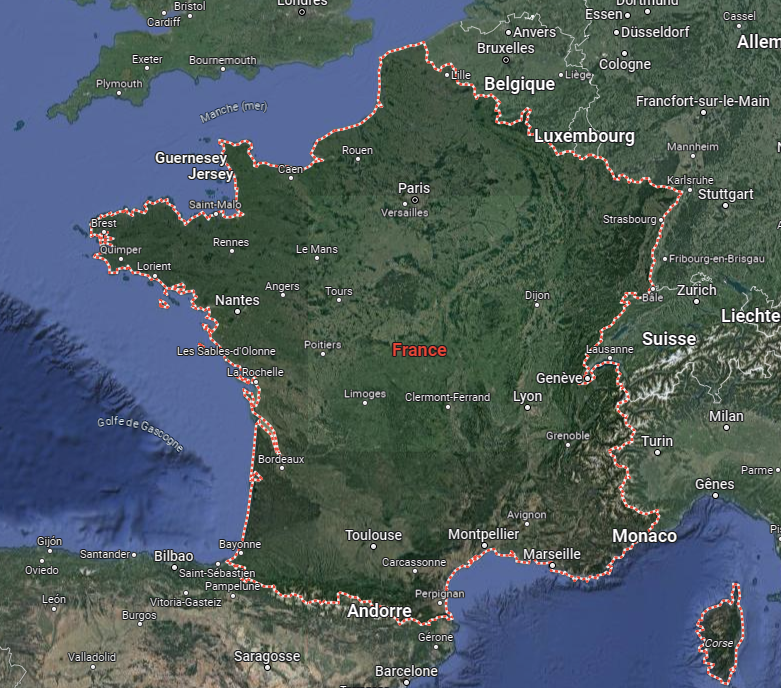 Londres
Bristol
Cardiff
Dortmund
Essen
Cassel
Anvers
Düsseldorf
Allem
Bruxelles
Exeter
Bournemouth
Cologne
Lille
Liège
Plymouth
Belgique
Manche (mer)
Francfort-sur-le-Main
Luxembourg
Guernesey
Jersey
Rouen
Mannheim
Caen
Karlsruhe
Paris
Stuttgart
Saint-Malo
Versailles
Brest
Strasbourg
Rennes
Le Mans
Quimper
Fribourg-en-Brisgau
Lorient
Angers
Tours
Zurich
Nantes
Dijon
Bâle
Liechte
Suisse
Les Sables-d'Olonne
Poitiers
France
Lausanne
La Rochelle
Genève
Limoges
Clermont-Ferrand
Lyon
Milan
Golfe de Gascogne
Grenoble
Turin
Bordeaux
Parme
Gênes
Avignon
Toulouse
Montpellier
Monaco
Gijón
Bayonne
Santander
Bilbao
Marseille
Oviedo
Saint-Sébastien
Carcassonne
Pampelune
Perpignan
León
Vitoria-Gasteiz
Andorre
Burgos
Gérone
Corse
Valladolid
Saragosse
Barcelone